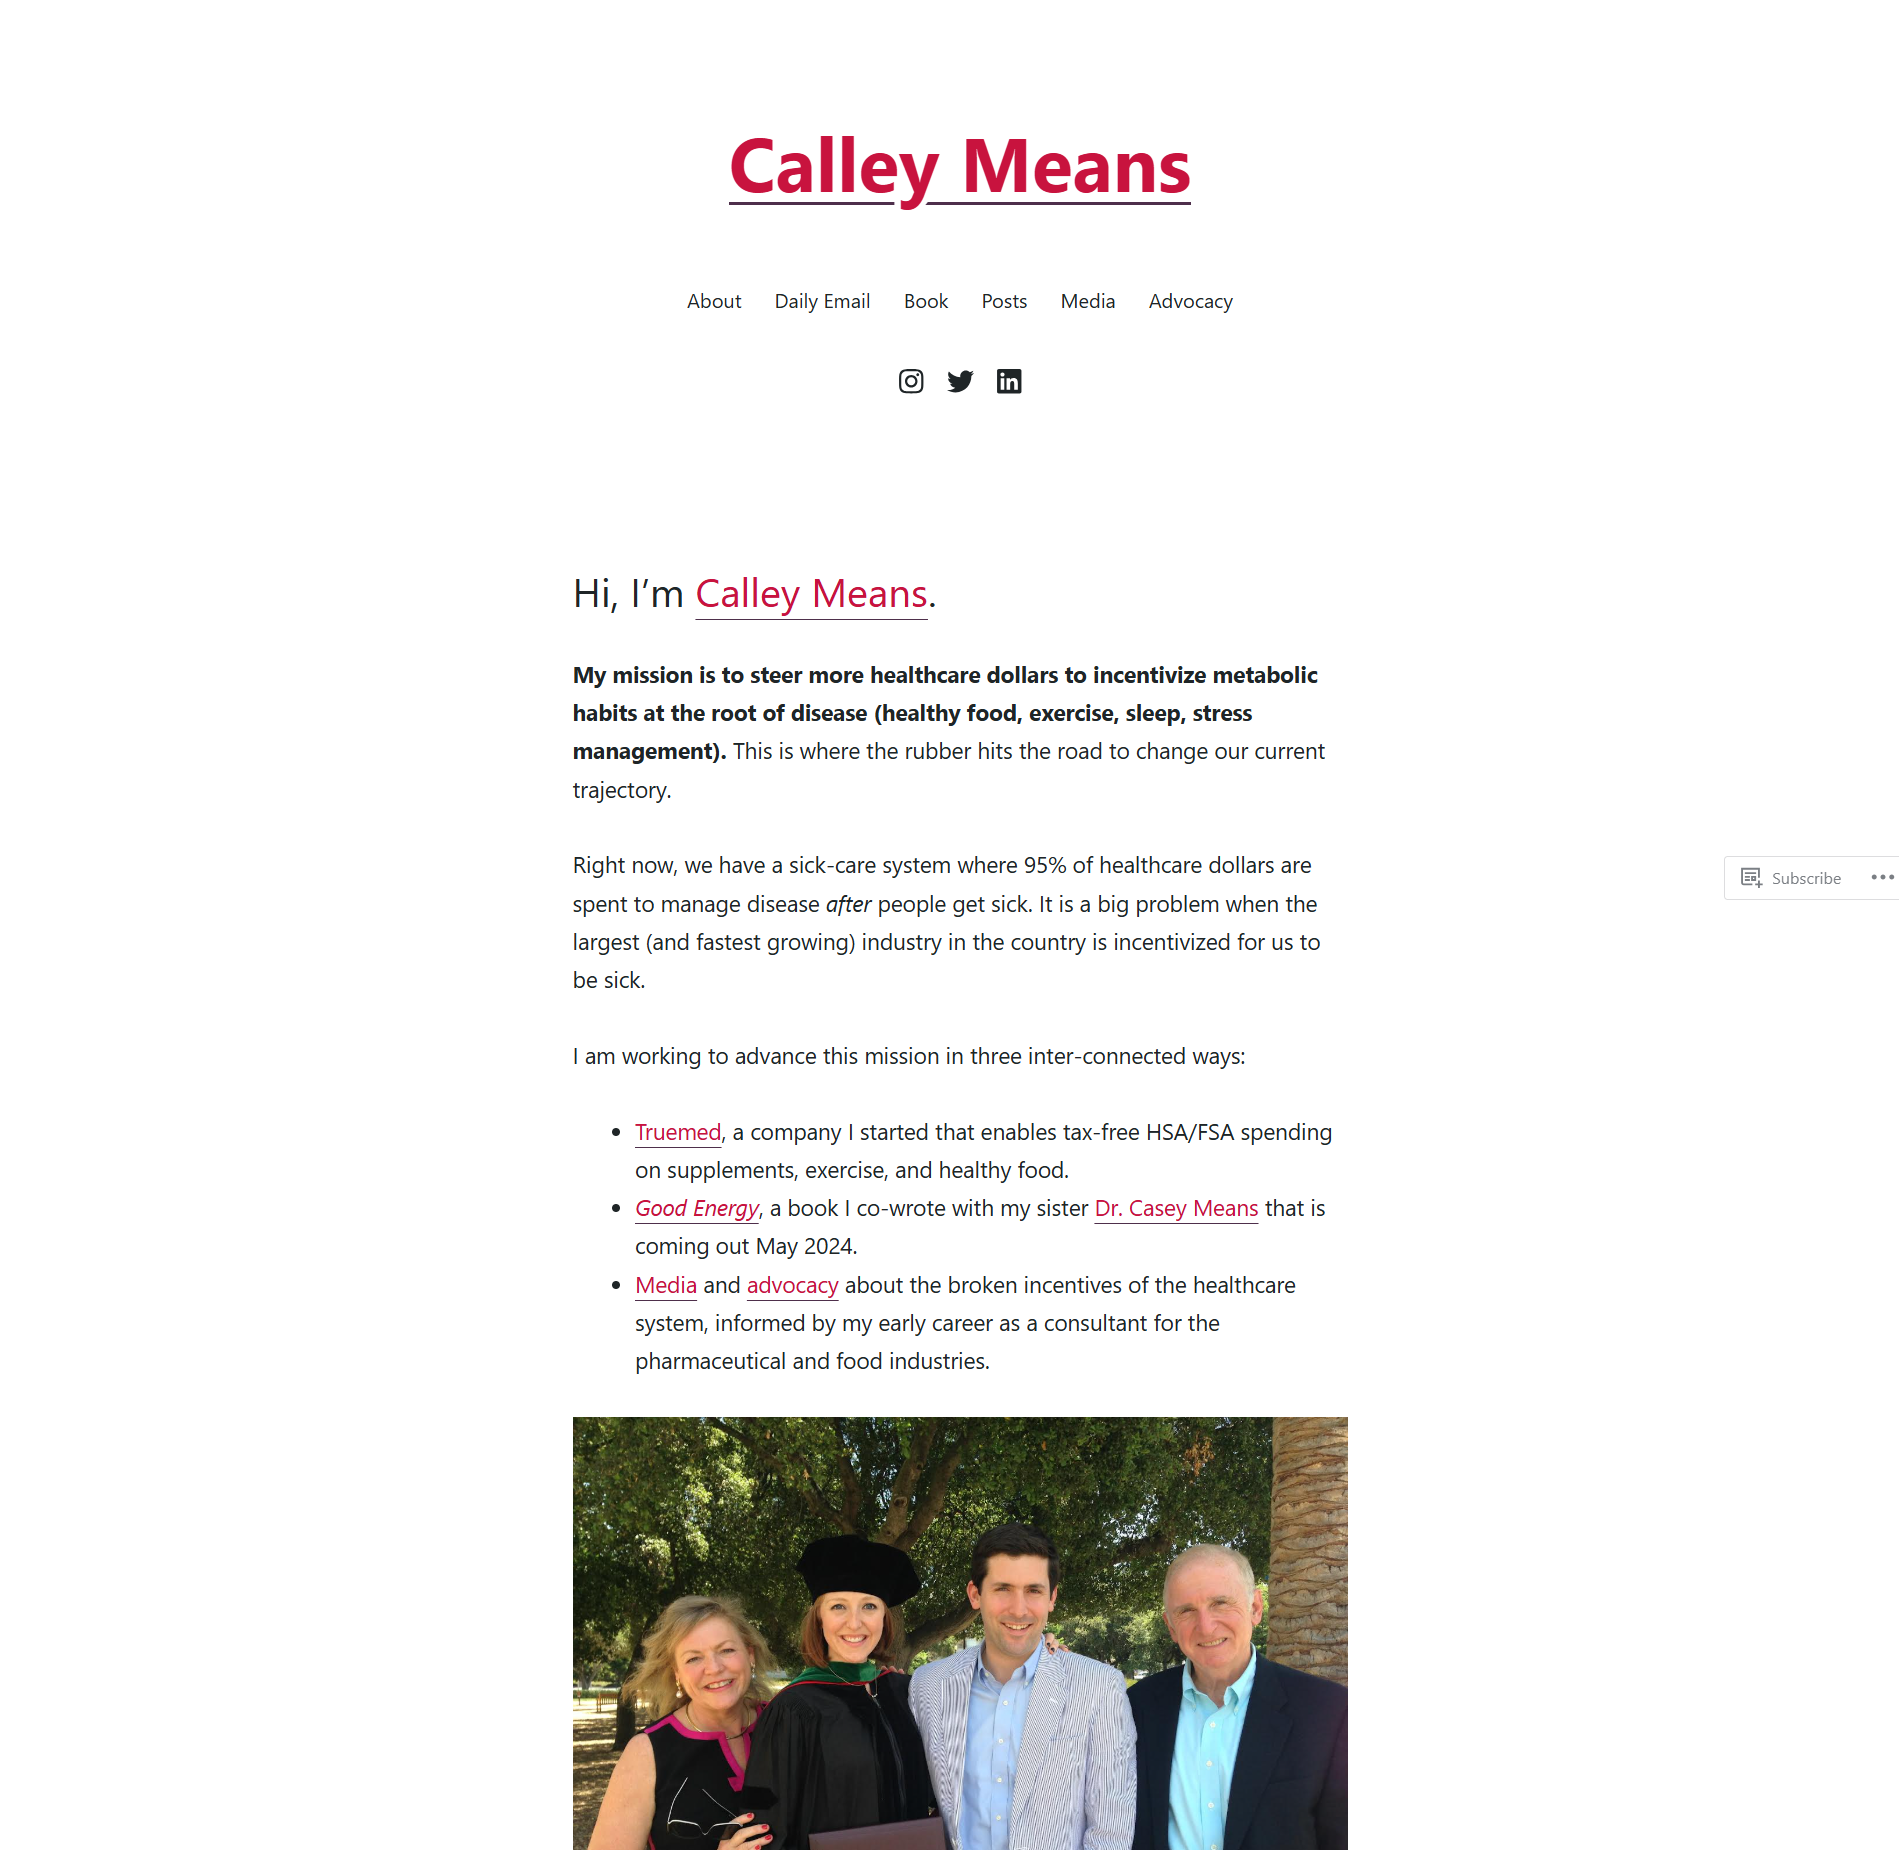 Calley Means
About Daily Email Book Posts Media Advocacy
Hi, I’m Calley Means.
My mission is to steer more healthcare dollars to incentivize metabolic
habits at the root of disease (healthy food, exercise, sleep, stress
management). This is where the rubber hits the road to change our current
trajectory.
Right now, we have a sick-care system where 95% of healthcare dollars are
spent to manage disease after people get sick. It is a big problem when the
largest (and fastest growing) industry in the country is incentivized for us to
be sick.
Subscribe
I am working to advance this mission in three inter-connected ways:
• Truemed, a company I started that enables tax-free HSA/FSA spending
on supplements, exercise, and healthy food.
• Good Energy, a book I co-wrote with my sister Dr. Casey Means that is
coming out May 2024.
• Media and advocacy about the broken incentives of the healthcare
system, informed by my early career as a consultant for the
pharmaceutical and food industries.